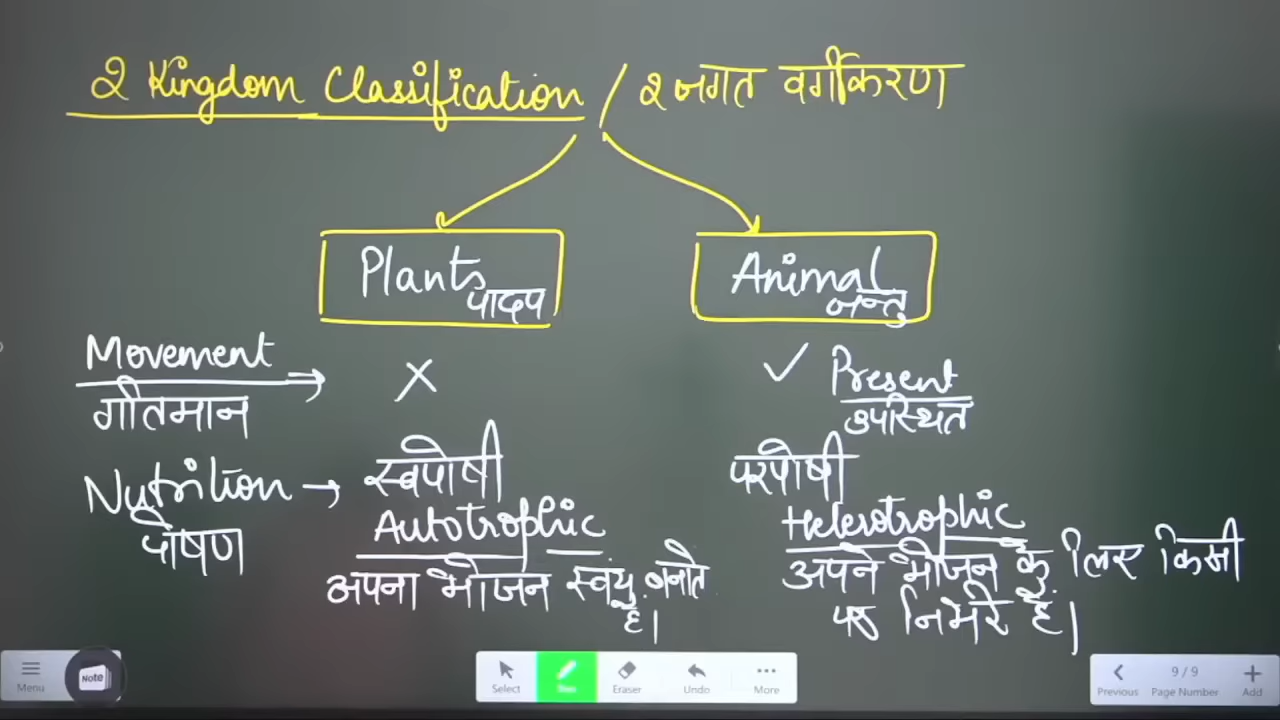 2 Kingdom Classification / 2 जगत वर्गीकरण
Plants
पादप
Animal
जन्तु
Movement →
गतिमान
X
✓ Present
उपस्थित
Nutrition →
पोषण
स्वपोषी
Autotrophic
अपना भोजन स्वयं बनाते
है।
परपोषी
Heterotrophic
अपने भोजन के लिए किसी
पर निर्भर है।
Menu
Note
Select
Pen
Eraser
Undo
More
Previous
9 / 9
Page Number
Add